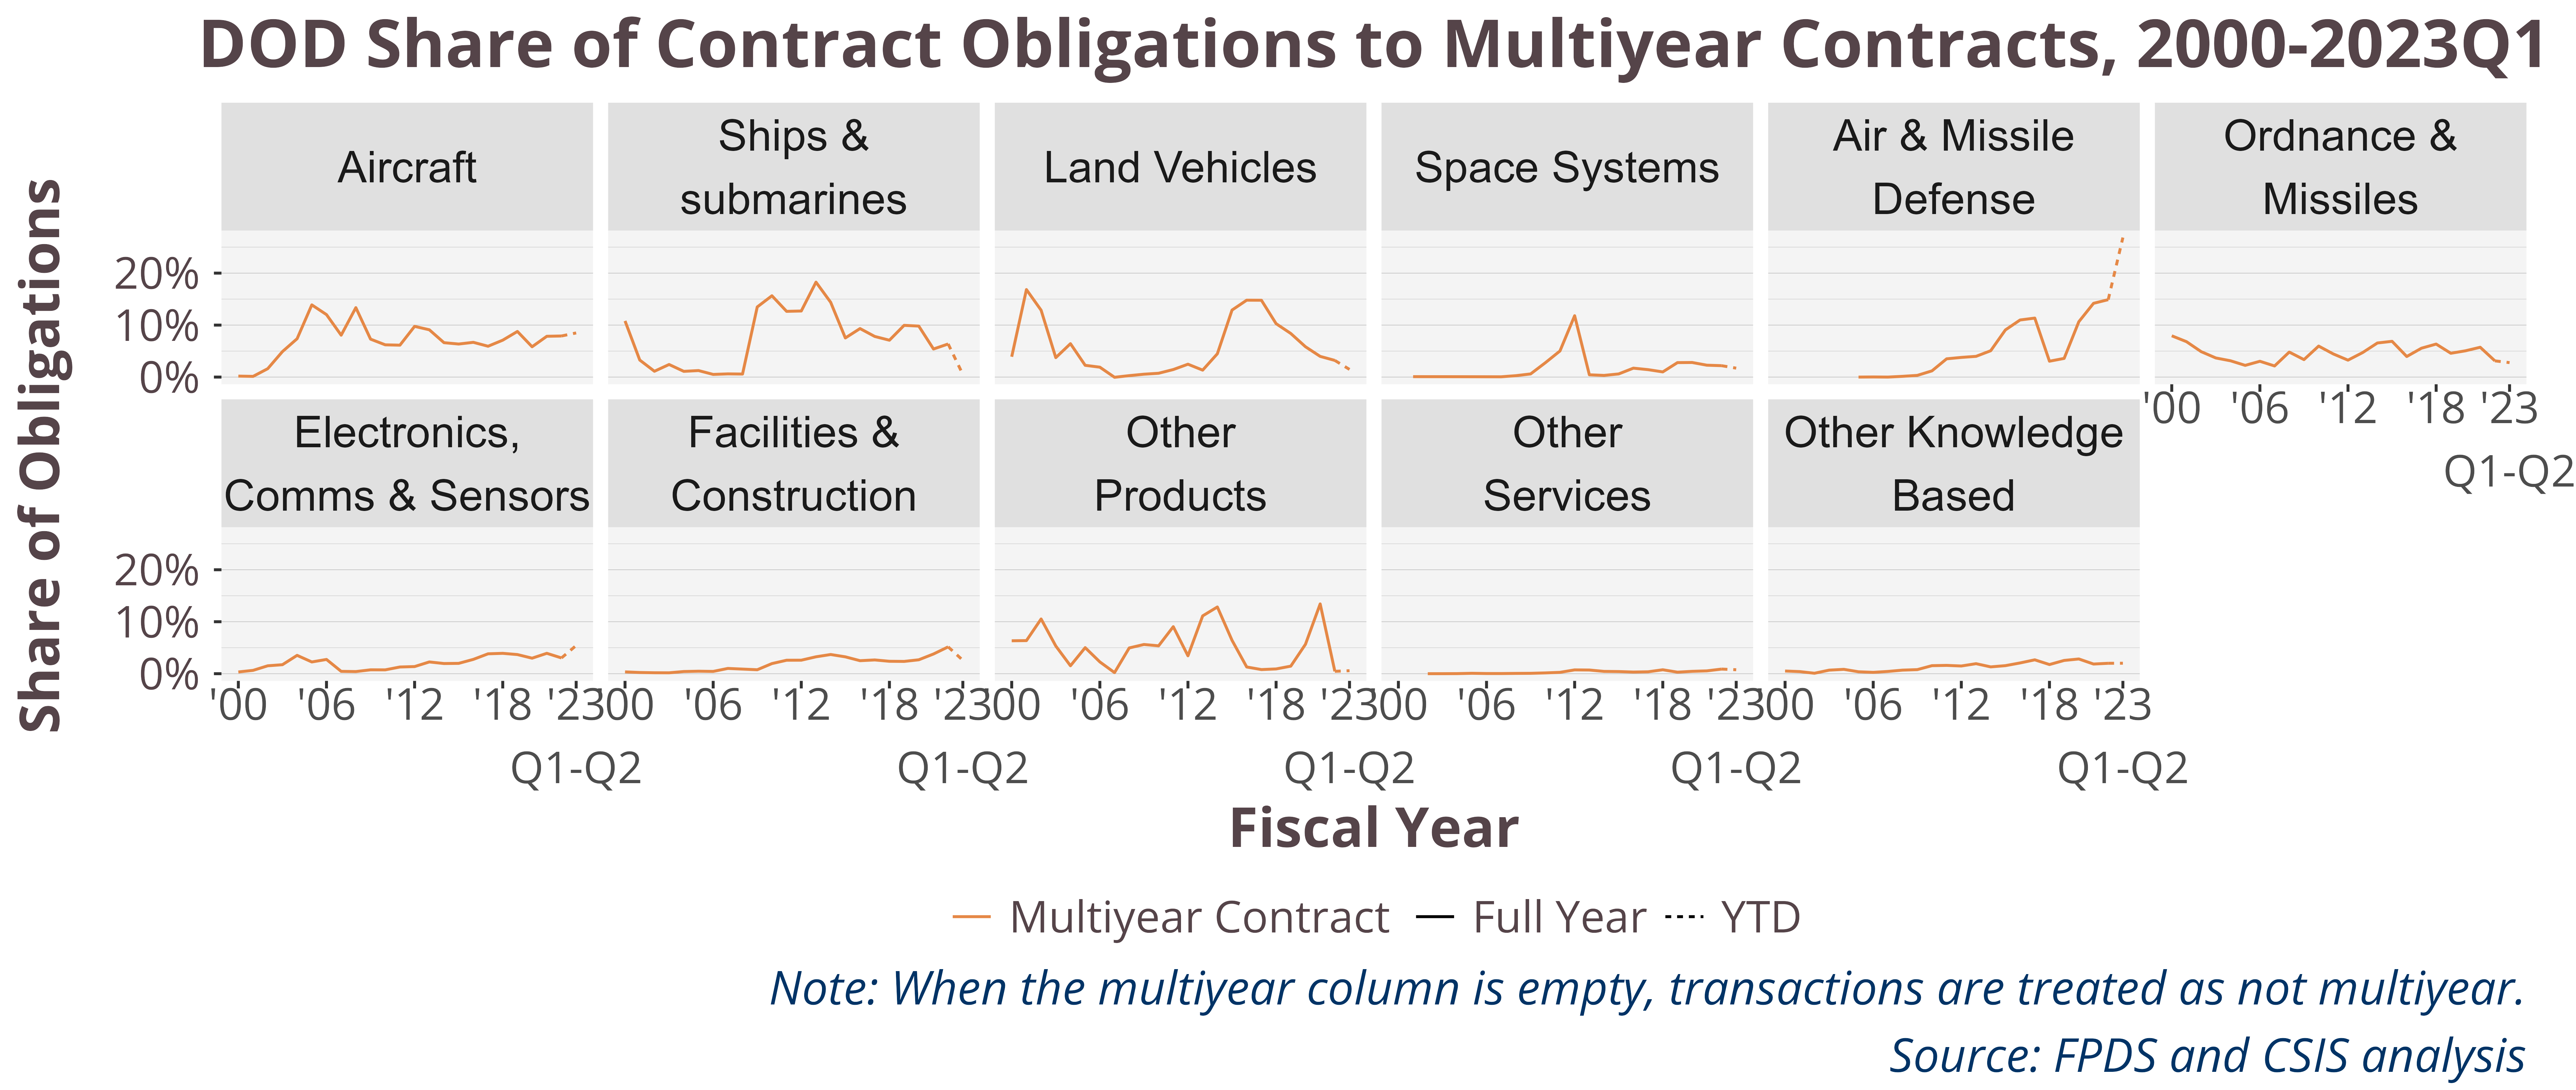 DOD Share of Contract Obligations to Multiyear Contracts, 2000-2023Q1
Share of Obligations
Aircraft
Ships &
submarines
Land Vehicles
Space Systems
Air & Missile
Defense
Ordnance &
Missiles
20%
10%
0%
'00 '06 '12 '18 '23
Q1-Q2
Electronics,
Comms & Sensors
Facilities &
Construction
Other
Products
Other
Services
Other Knowledge
Based
20%
10%
0%
'00 '06 '12 '18 '23
Q1-Q2
'00 '06 '12 '18 '23
Q1-Q2
'00 '06 '12 '18 '23
Q1-Q2
'00 '06 '12 '18 '23
Q1-Q2
'00 '06 '12 '18 '23
Q1-Q2
Fiscal Year
Multiyear Contract Full Year YTD
Note: When the multiyear column is empty, transactions are treated as not multiyear.
Source: FPDS and CSIS analysis